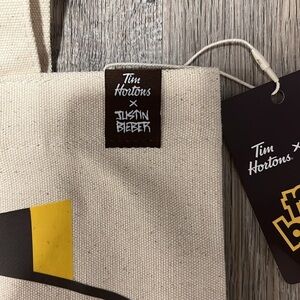 Tim
Hortons
×
JUSTIN
BIEBER
Tim ×
Hortons